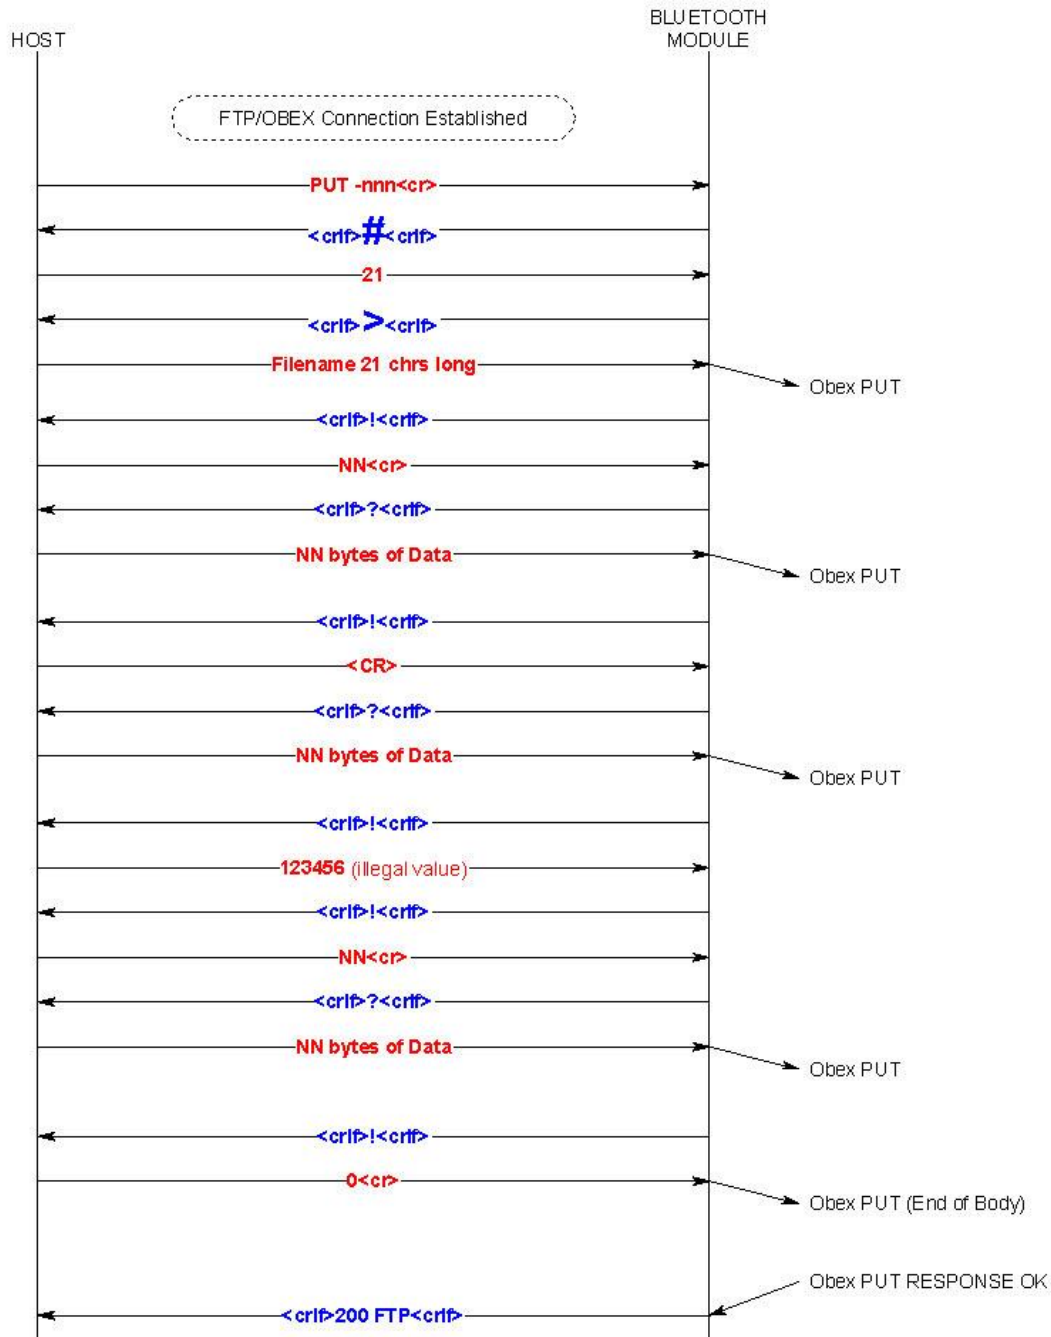 HOST
BLUETOOTH
MODULE
FTP/OBEX Connection Established
PUT -nnn<cr>
<crlf>#<crlf>
21
<crlf>><crlf>
Filename 21 chrs long
Obex PUT
<crlf>!<crlf>
NN<cr>
<crlf>?<crlf>
NN bytes of Data
Obex PUT
<crlf>!<crlf>
<CR>
<crlf>?<crlf>
NN bytes of Data
Obex PUT
<crlf>!<crlf>
123456 (illegal value)
<crlf>!<crlf>
NN<cr>
<crlf>?<crlf>
NN bytes of Data
Obex PUT
<crlf>!<crlf>
0<cr>
Obex PUT (End of Body)
Obex PUT RESPONSE OK
<crlf>200 FTP<crlf>